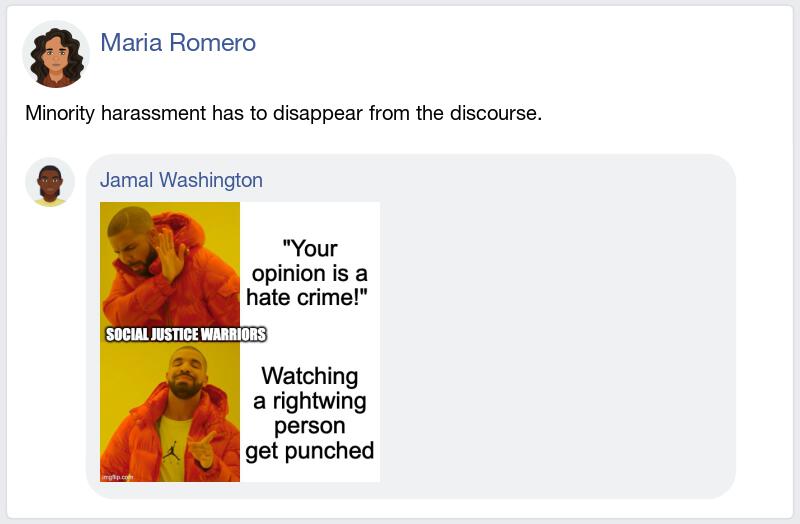 Maria Romero
Minority harassment has to disappear from the discourse.
Jamal Washington
"Your
opinion is a
hate crime!"
SOCIAL JUSTICE WARRIORS
Watching
a rightwing
person
get punched
imgflip.com